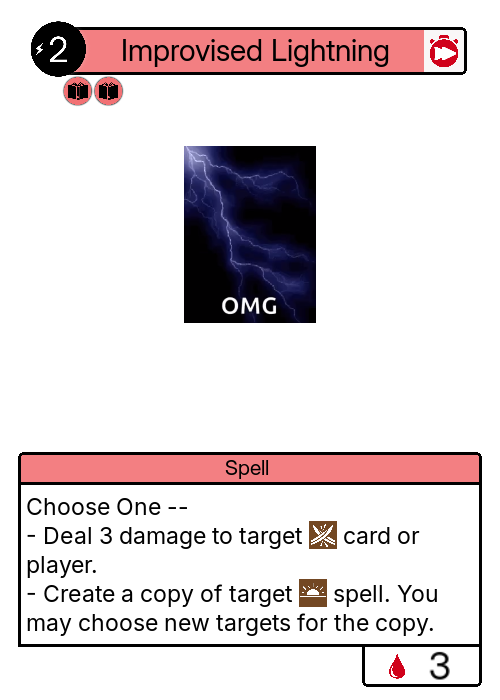 2
Improvised Lightning
OMG
Spell
Choose One --
- Deal 3 damage to target card or
player.
- Create a copy of target spell. You
may choose new targets for the copy.
3